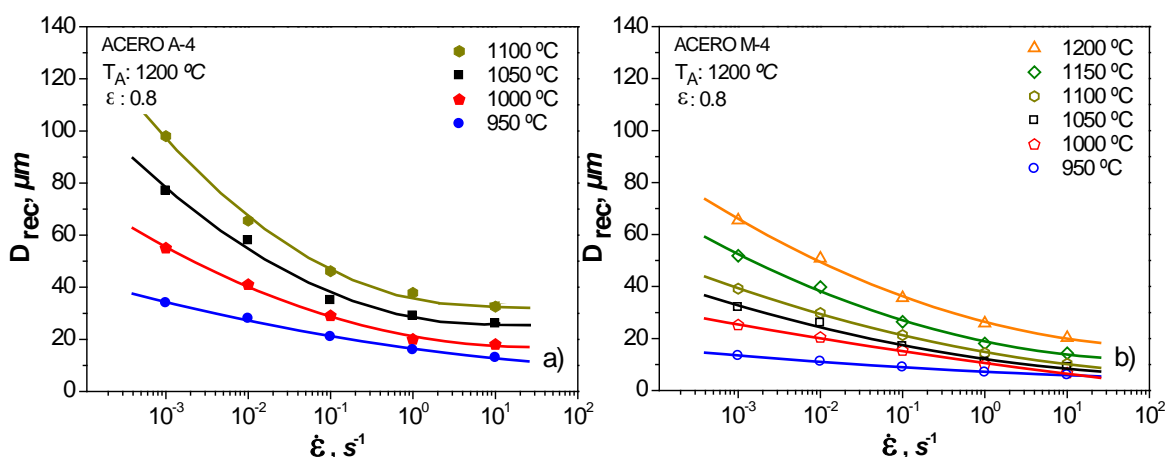 ACERO A-4
T_A: 1200 ºC
ε : 0.8
1100 ºC
1050 ºC
1000 ºC
950 ºC
140
120
100
80
60
40
20
0
D_rec, μm
10^-3
10^-2
10^-1
10^0
10^1
10^2
ε̇ , s^-1
a)
ACERO M-4
T_A: 1200 ºC
ε : 0.8
1200 ºC
1150 ºC
1100 ºC
1050 ºC
1000 ºC
950 ºC
140
120
100
80
60
40
20
0
D_rec, μm
10^-3
10^-2
10^-1
10^0
10^1
10^2
ε̇ , s^-1
b)